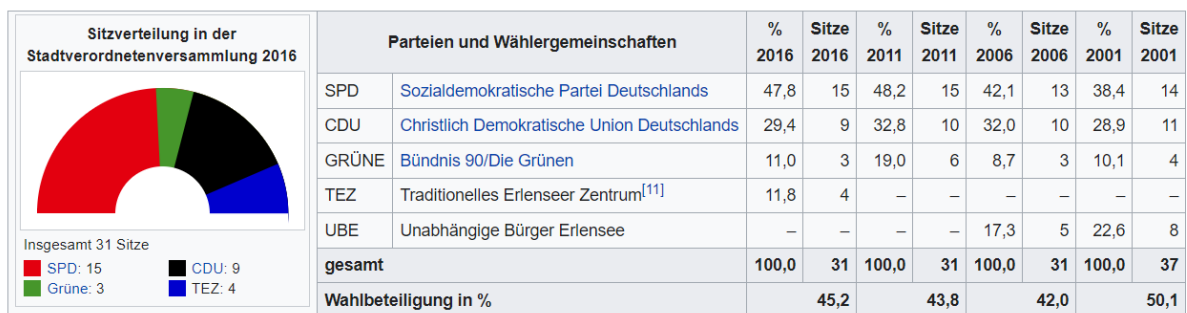 Sitzverteilung in der
Stadtverordnetenversammlung 2016
Insgesamt 31 Sitze
SPD: 15 CDU: 9
Grüne: 3 TEZ: 4
Parteien und Wählergemeinschaften % 2016 Sitze 2016 % 2011 Sitze 2011 % 2006 Sitze 2006 % 2001 Sitze 2001
SPD Sozialdemokratische Partei Deutschlands 47,8 15 48,2 15 42,1 13 38,4 14
CDU Christlich Demokratische Union Deutschlands 29,4 9 32,8 10 32,0 10 28,9 11
GRÜNE Bündnis 90/Die Grünen 11,0 3 19,0 6 8,7 3 10,1 4
TEZ Traditionelles Erlenseer Zentrum[11] 11,8 4 – – – – – –
UBE Unabhängige Bürger Erlensee – – – – 17,3 5 22,6 8
gesamt 100,0 31 100,0 31 100,0 31 100,0 37
Wahlbeteiligung in % 45,2 43,8 42,0 50,1